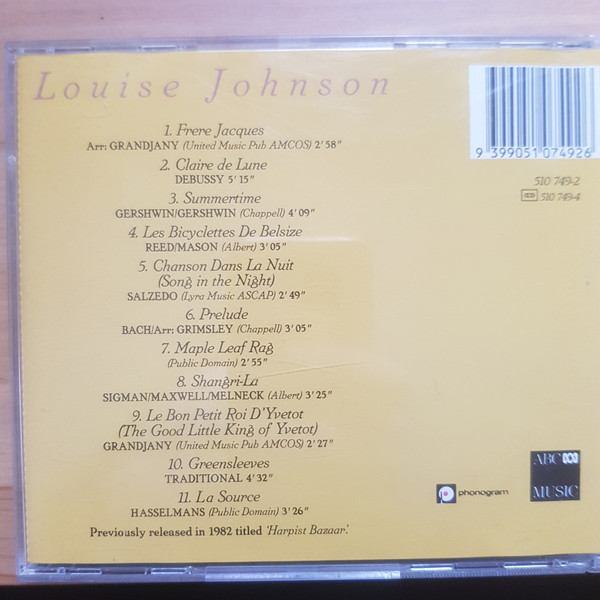 Louise Johnson
1. Frere Jacques
Arr: GRANDJANY (United Music Pub AMCOS) 2'58"
2. Claire de Lune
DEBUSSY 5'15"
3. Summertime
GERSHWIN/GERSHWIN (Chappell) 4'09"
4. Les Bicyclettes De Belsize
REED/MASON (Albert) 3'05"
5. Chanson Dans La Nuit
(Song in the Night)
SALZEDO (Lyra Music ASCAP) 2'49"
6. Prelude
BACH/Arr: GRIMSLEY (Chappell) 3'05"
7. Maple Leaf Rag
(Public Domain) 2'55"
8. Shangri-La
SIGMAN/MAXWELL/MELNECK (Albert) 3'25"
9. Le Bon Petit Roi D'Yvetot
(The Good Little King of Yvetot)
GRANDJANY (United Music Pub AMCOS) 2'27"
10. Greensleeves
TRADITIONAL 4'32"
11. La Source
HASSELMANS (Public Domain) 3'26"
Previously released in 1982 titled 'Harpist Bazaar'.
9 399051 074926
510 749-2
510 749-4
phonogram
ABC
MUSIC